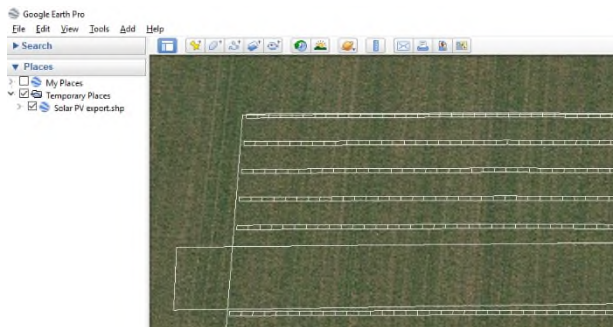 Google Earth Pro
File Edit View Tools Add Help
Search
Places
My Places
Temporary Places
Solar PV export.shp